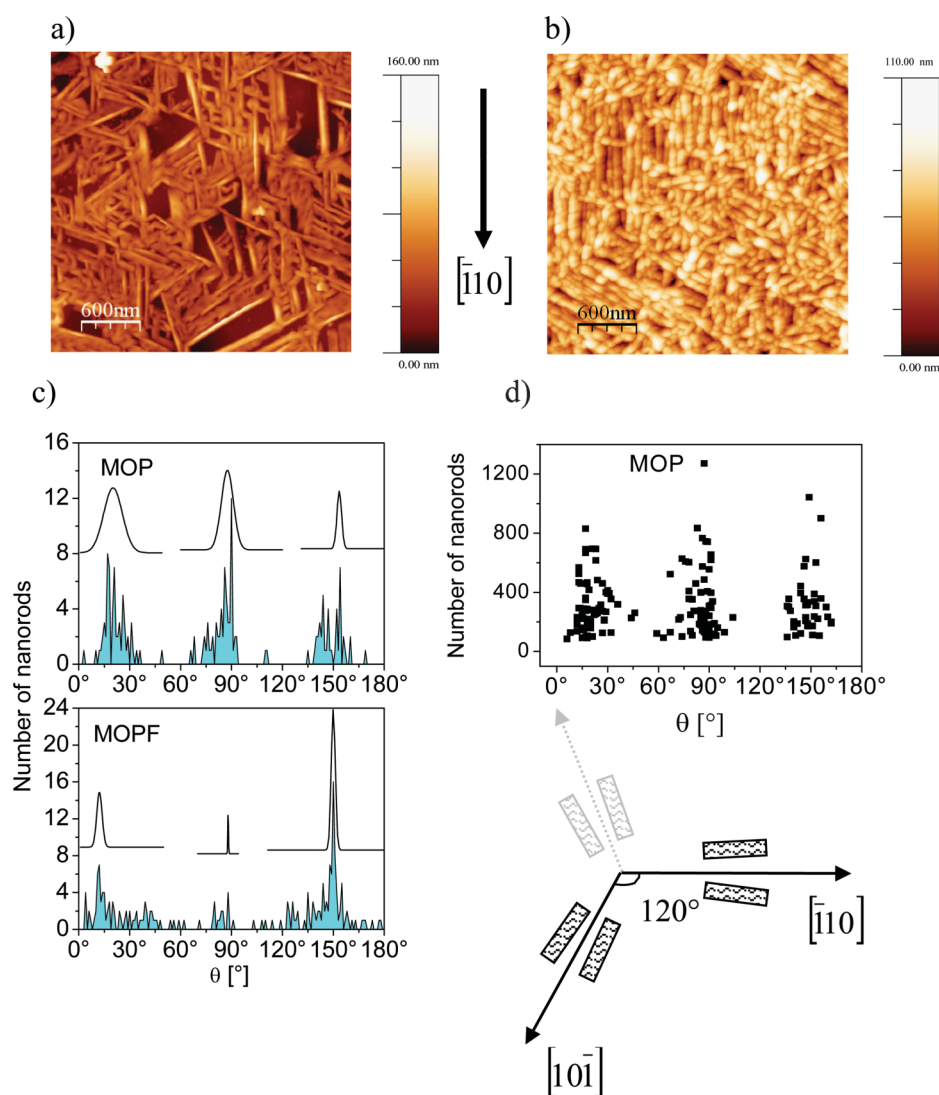 a)
b)
160.00 nm
0.00 nm
600nm
[1̄10]
110.00 nm
0.00 nm
600nm
c)
d)
Number of nanorods
16
12
8
4
0
MOP
0° 30° 60° 90° 120° 150° 180°
24
20
16
12
8
4
0
MOPF
0° 30° 60° 90° 120° 150° 180°
θ [°]
Number of nanorods
1200
800
400
0
MOP
0° 30° 60° 90° 120° 150° 180°
θ [°]
120°
[1̄10]
[101̄]